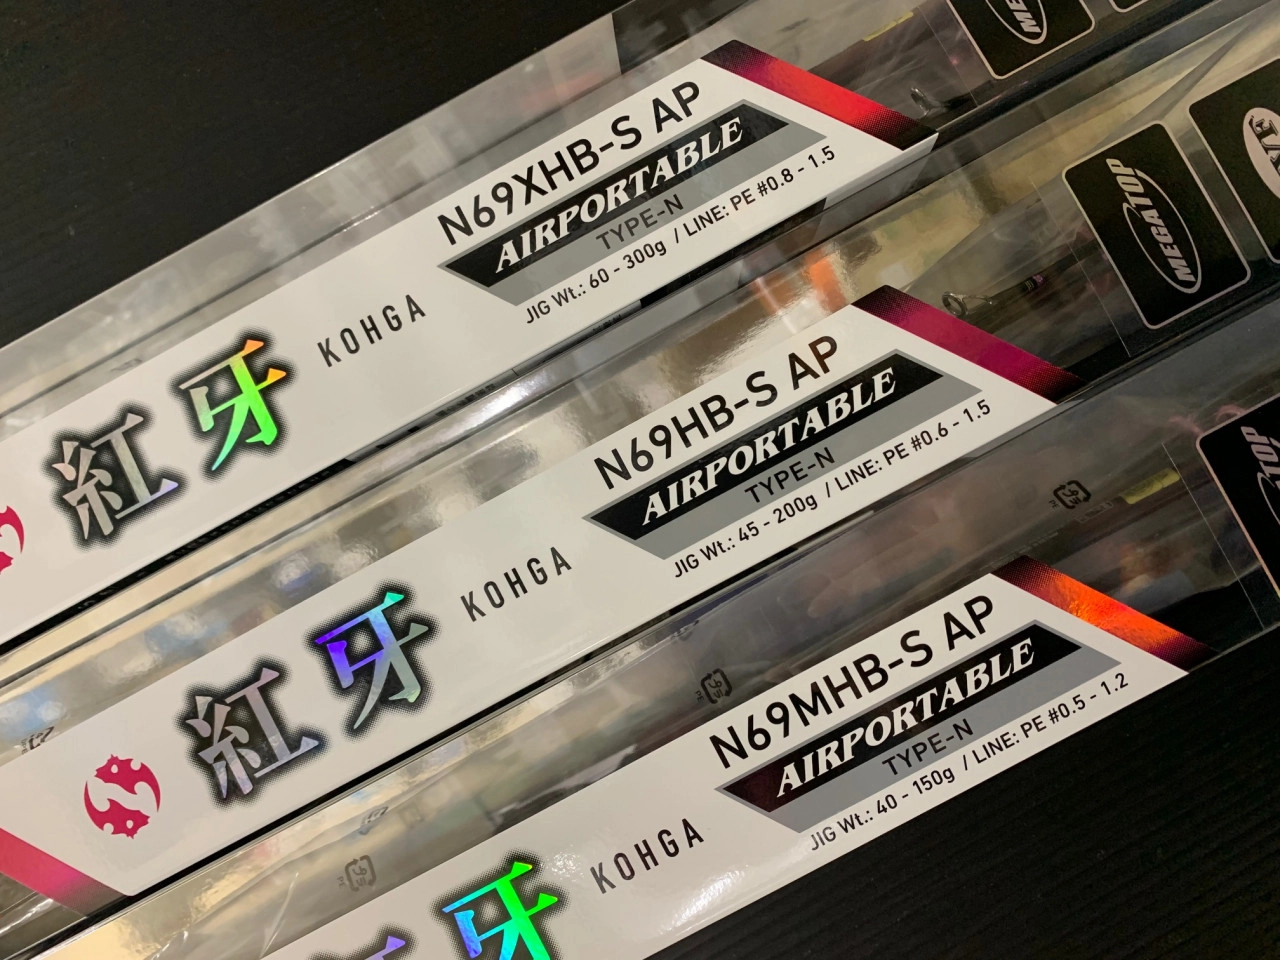 N69XHB-S AP
AIRPORTABLE
TYPE-N
JIG Wt.: 60 - 300g / LINE: PE #0.8 - 1.5
紅牙 KOHGA
MEGATOP
N69HB-S AP
AIRPORTABLE
TYPE-N
JIG Wt.: 45 - 200g / LINE: PE #0.6 - 1.5
紅牙 KOHGA
N69MHB-S AP
AIRPORTABLE
TYPE-N
JIG Wt.: 40 - 150g / LINE: PE #0.5 - 1.2
牙 KOHGA